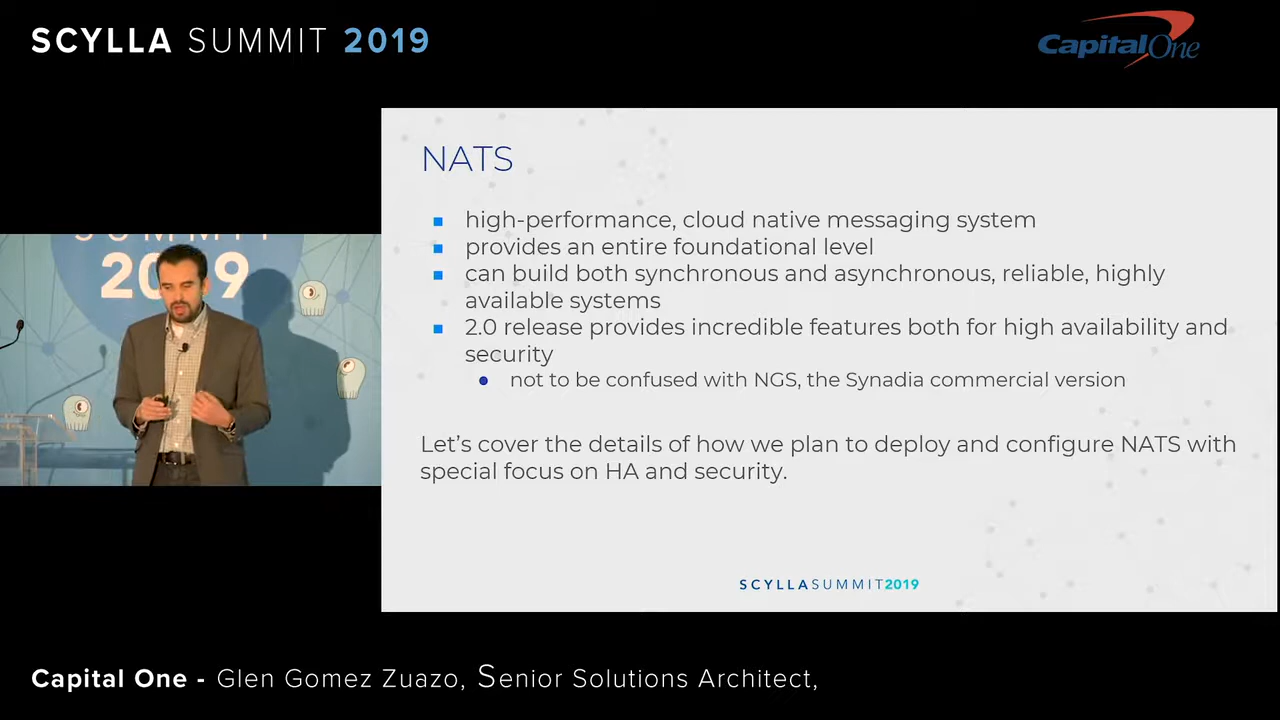 SCYLLA SUMMIT 2019
CapitalOne
NATS
high-performance, cloud native messaging system
provides an entire foundational level
can build both synchronous and asynchronous, reliable, highly
available systems
2.0 release provides incredible features both for high availability and
security
not to be confused with NGS, the Synadia commercial version
Let's cover the details of how we plan to deploy and configure NATS with
special focus on HA and security.
SCYLLASUMMIT2019
2019
Capital One - Glen Gomez Zuazo, Senior Solutions Architect,